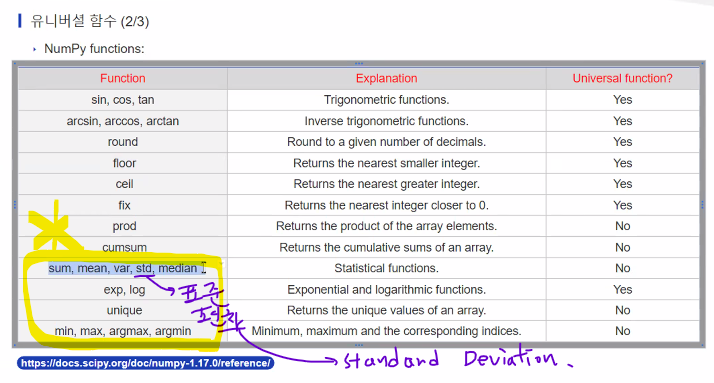 유니버셜 함수 (2/3)
NumPy functions:
Function Explanation Universal function?
sin, cos, tan Trigonometric functions. Yes
arcsin, arccos, arctan Inverse trigonometric functions. Yes
round Round to a given number of decimals. Yes
floor Returns the nearest smaller integer. Yes
ceil Returns the nearest greater integer. Yes
fix Returns the nearest integer closer to 0. Yes
prod Returns the product of the array elements. No
cumsum Returns the cumulative sums of an array. No
sum, mean, var, std, median Statistical functions. No
exp, log Exponential and logarithmic functions. Yes
표준
unique Returns the unique values of an array. No
편차
min, max, argmax, argmin Minimum, maximum and the corresponding indices. No
https://docs.scipy.org/doc/numpy-1.17.0/reference/
standard Deviation.